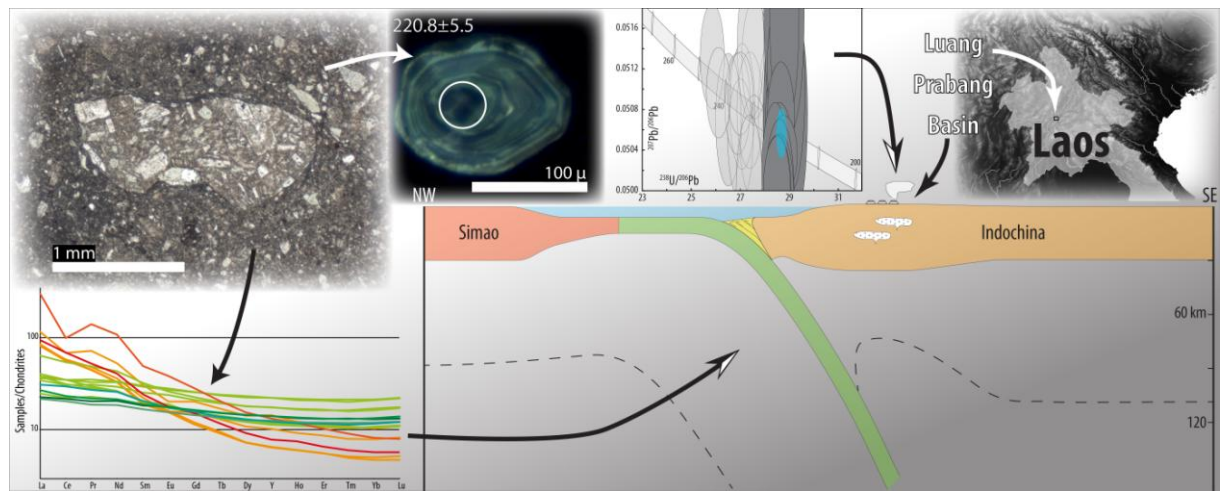 220.8±5.5
100 µ
1 mm
0.0516
0.0512
0.0508
0.0504
0.0500
²⁰⁷Pb/²⁰⁶Pb
260
240
200
²³⁸U/²⁰⁶Pb
23 25 27 29 31
Luang
Prabang
Basin
Laos
NW
SE
Simao
Indochina
60 km
120
Samples/Chondrites
100
10
La Ce Pr Nd Sm Eu Gd Tb Dy Y Ho Er Tm Yb Lu